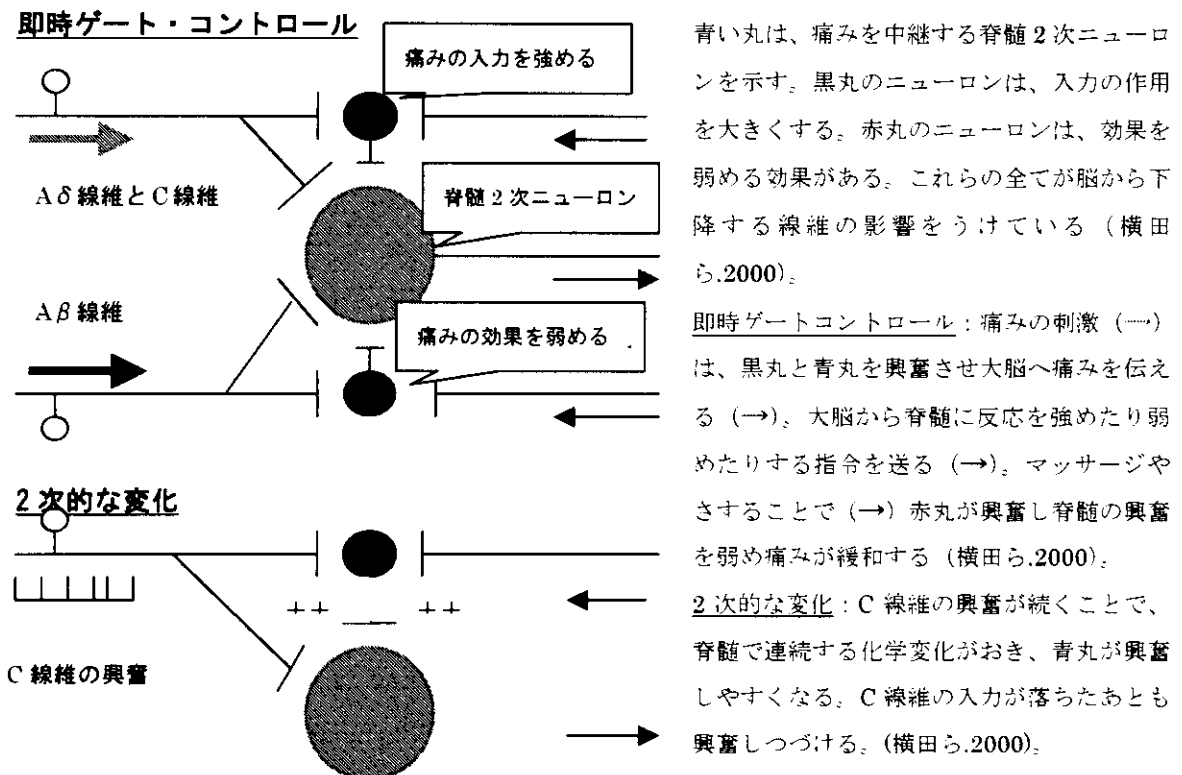 即時ゲート・コントロール
痛みの入力を強める
Aδ線維とC線維
脊髄2次ニューロン
Aβ線維
痛みの効果を弱める
2次的な変化
++ ++
C線維の興奮
青い丸は、痛みを中継する脊髄2次ニューロ
ンを示す。黒丸のニューロンは、入力の作用
を大きくする。赤丸のニューロンは、効果を
弱める効果がある。これらの全てが脳から下
降する線維の影響をうけている（横田
ら.2000)。
即時ゲートコントロール：痛みの刺激（→）
は、黒丸と青丸を興奮させ大脳へ痛みを伝え
る（→）。大脳から脊髄に反応を強めたり弱
めたりする指令を送る（→）。マッサージや
さすることで（→）赤丸が興奮し脊髄の興奮
を弱め痛みが緩和する（横田ら.2000)。
2次的な変化：C線維の興奮が続くことで、
脊髄で連続する化学変化がおき、青丸が興奮
しやすくなる。C線維の入力が落ちたあとも
興奮しつづける。(横田ら.2000)。